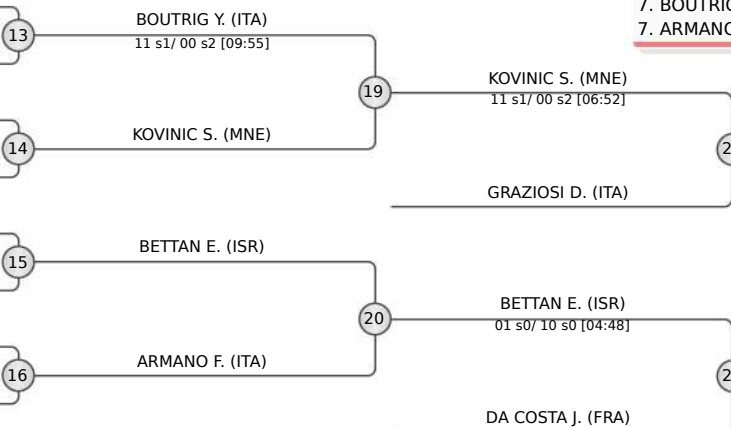 7. BOUTRIG
7. ARMANO
13
BOUTRIG Y. (ITA)
11 s1/ 00 s2 [09:55]
19
KOVINIC S. (MNE)
11 s1/ 00 s2 [06:52]
14
KOVINIC S. (MNE)
GRAZIOSI D. (ITA)
15
BETTAN E. (ISR)
20
BETTAN E. (ISR)
01 s0/ 10 s0 [04:48]
16
ARMANO F. (ITA)
DA COSTA J. (FRA)